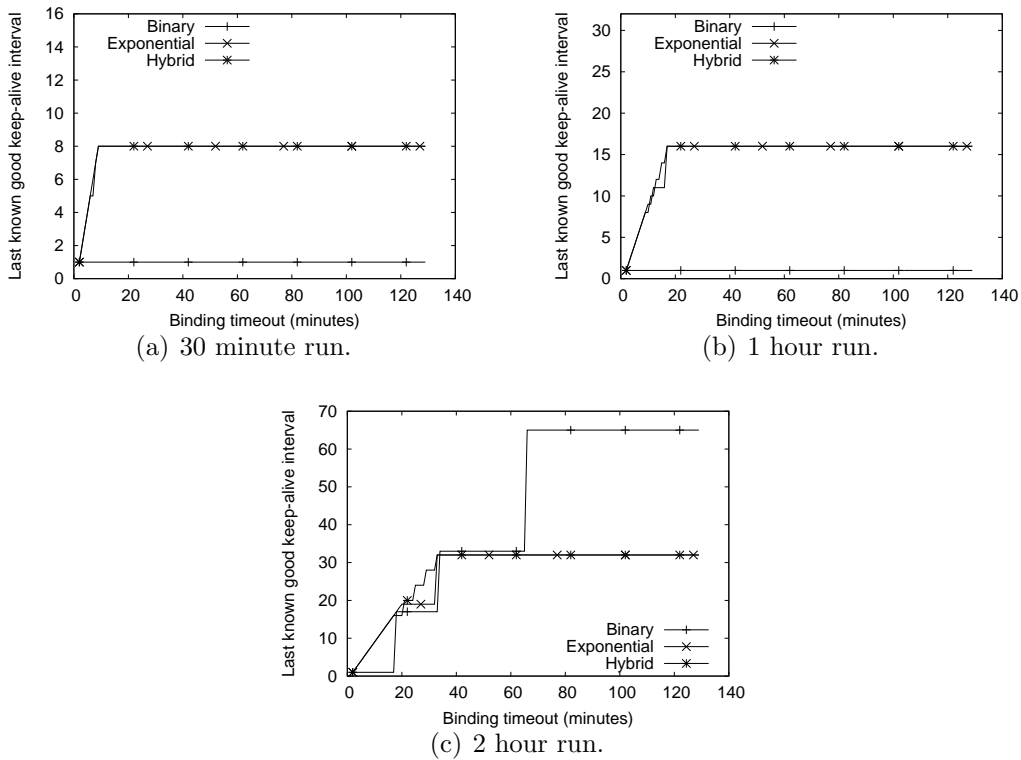 Last known good keep-alive interval
16
14
12
10
8
6
4
2
0
Binary
Exponential
Hybrid
0 20 40 60 80 100 120 140
Binding timeout (minutes)
(a) 30 minute run.
Last known good keep-alive interval
30
25
20
15
10
5
0
Binary
Exponential
Hybrid
0 20 40 60 80 100 120 140
Binding timeout (minutes)
(b) 1 hour run.
Last known good keep-alive interval
70
60
50
40
30
20
10
0
Binary
Exponential
Hybrid
0 20 40 60 80 100 120 140
Binding timeout (minutes)
(c) 2 hour run.